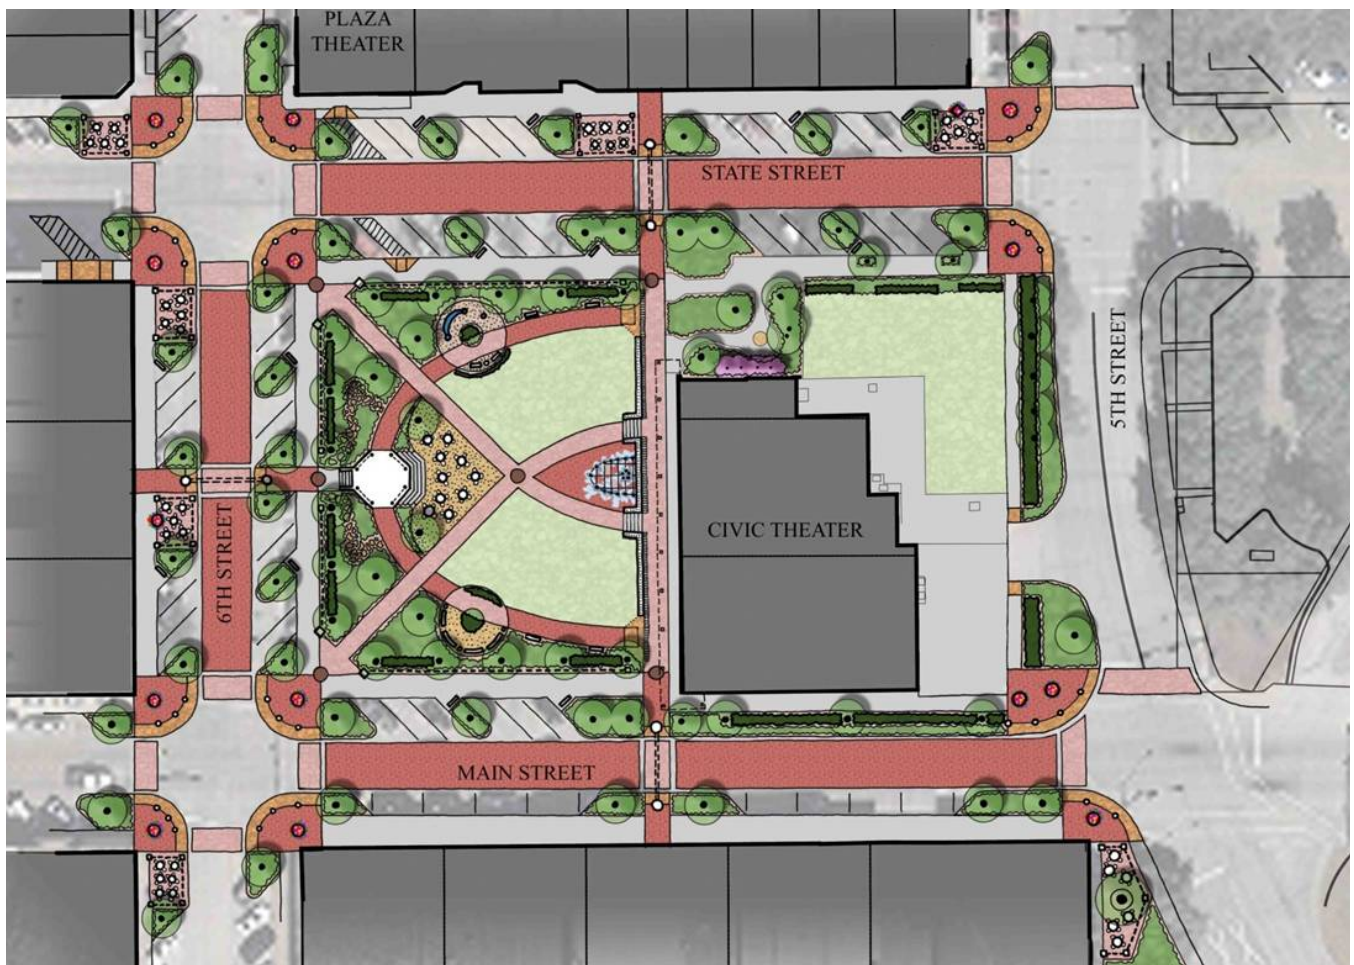 PLAZA
THEATER
STATE STREET
5TH STREET
CIVIC THEATER
6TH STREET
MAIN STREET